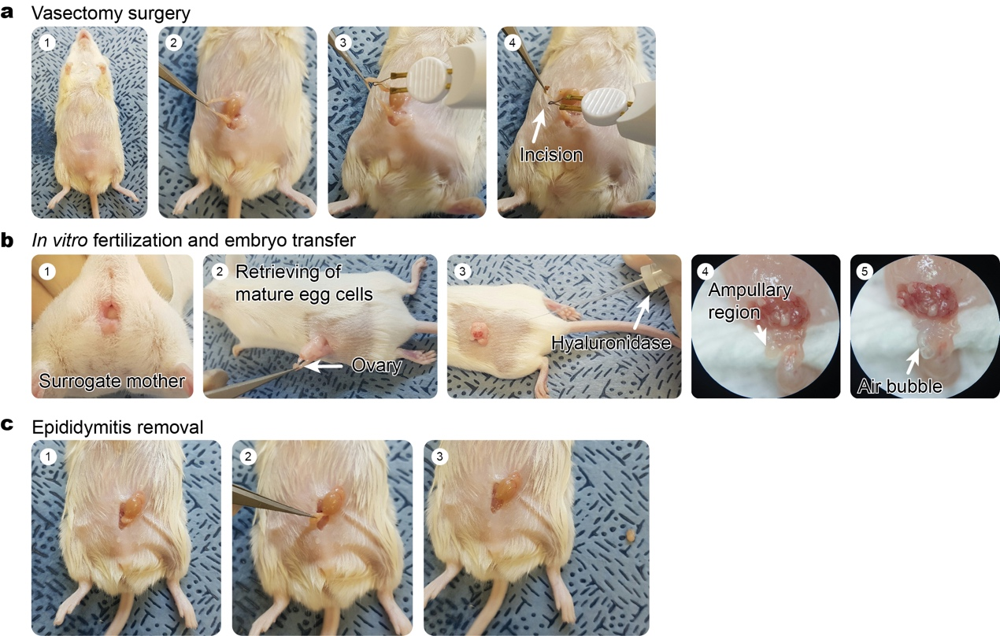 a Vasectomy surgery
1
2
3
4
Incision
b In vitro fertilization and embryo transfer
1
Surrogate mother
2 Retrieving of
mature egg cells
Ovary
3
Hyaluronidase
4
Ampullary
region
5
Air bubble
c Epididymitis removal
1
2
3